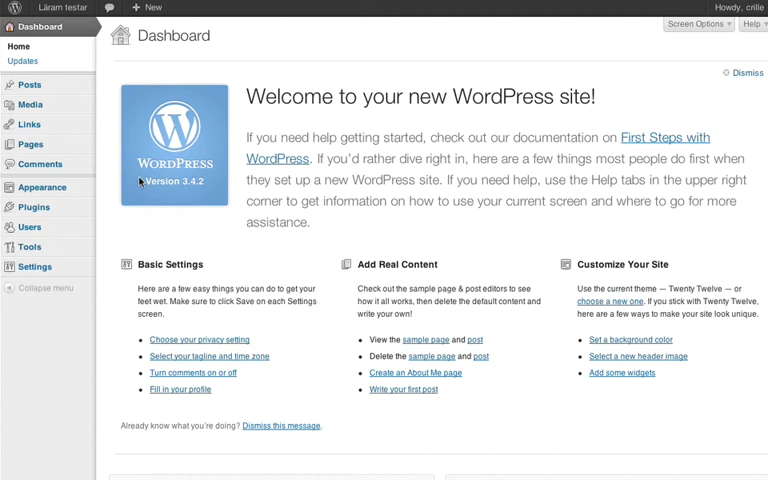 Läram testar
New
Howdy, crille
Dashboard
Home
Updates
Posts
Media
Links
Pages
Comments
Appearance
Plugins
Users
Tools
Settings
Collapse menu
Dashboard
Screen Options
Help
Dismiss
WORDPRESS
Version 3.4.2
Welcome to your new WordPress site!
If you need help getting started, check out our documentation on First Steps with
WordPress. If you'd rather dive right in, here are a few things most people do first when
they set up a new WordPress site. If you need help, use the Help tabs in the upper right
corner to get information on how to use your current screen and where to go for more
assistance.
Basic Settings
Here are a few easy things you can do to get your
feet wet. Make sure to click Save on each Settings
screen.
Choose your privacy setting
Select your tagline and time zone
Turn comments on or off
Fill in your profile
Add Real Content
Check out the sample page & post editors to see
how it all works, then delete the default content and
write your own!
View the sample page and post
Delete the sample page and post
Create an About Me page
Write your first post
Customize Your Site
Use the current theme — Twenty Twelve — or
choose a new one. If you stick with Twenty Twelve,
here are a few ways to make your site look unique.
Set a background color
Select a new header image
Add some widgets
Already know what you're doing? Dismiss this message.